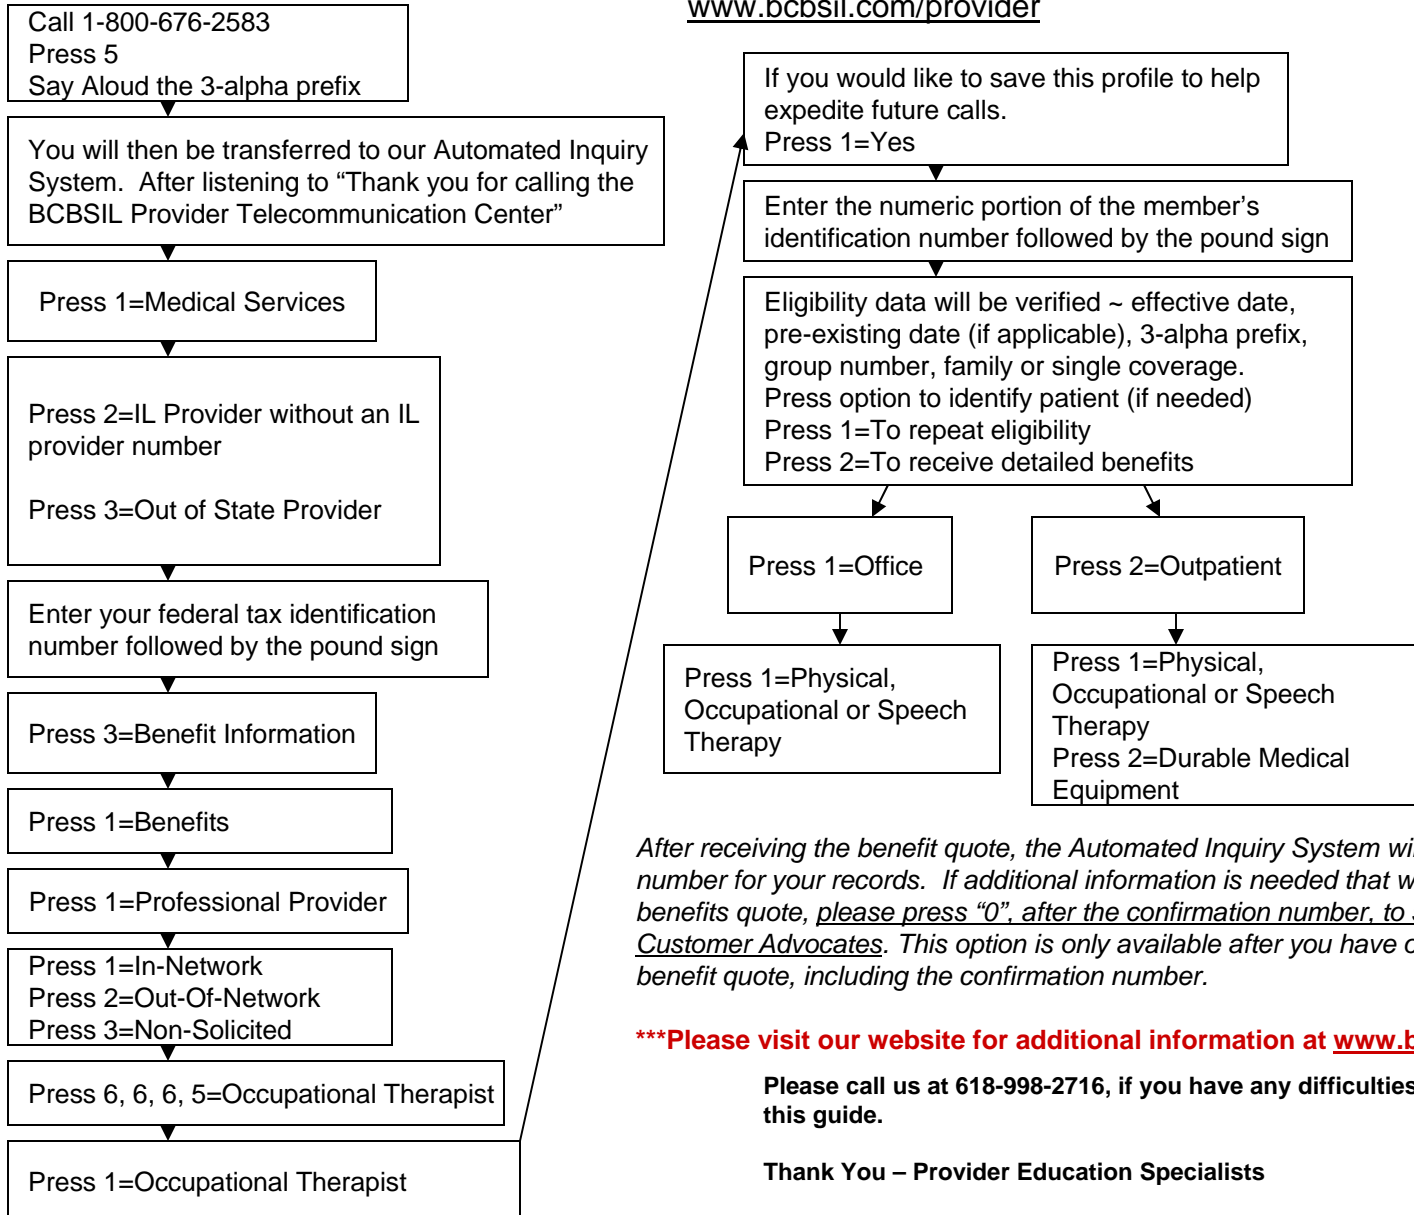 Call 1-800-676-2583
Press 5
Say Aloud the 3-alpha prefix
You will then be transferred to our Automated Inquiry
System.  After listening to “Thank you for calling the
BCBSIL Provider Telecommunication Center”
Press 1=Medical Services
Press 2=IL Provider without an IL
provider number
Press 3=Out of State Provider
Enter your federal tax identification
number followed by the pound sign
Press 3=Benefit Information
Press 1=Benefits
Press 1=Professional Provider
Press 1=In-Network
Press 2=Out-Of-Network
Press 3=Non-Solicited
Press 6, 6, 6, 5=Occupational Therapist
Press 1=Occupational Therapist
www.bcbsil.com/provider
If you would like to save this profile to help
expedite future calls.
Press 1=Yes
Enter the numeric portion of the member’s
identification number followed by the pound sign
Eligibility data will be verified ~ effective date,
pre-existing date (if applicable), 3-alpha prefix,
group number, family or single coverage.
Press option to identify patient (if needed)
Press 1=To repeat eligibility
Press 2=To receive detailed benefits
Press 1=Office
Press 2=Outpatient
Press 1=Physical,
Occupational or Speech
Therapy
Press 1=Physical,
Occupational or Speech
Therapy
Press 2=Durable Medical
Equipment
After receiving the benefit quote, the Automated Inquiry System
number for your records.  If additional information is needed that
benefits quote, please press “0”, after the confirmation number, to
Customer Advocates. This option is only available after you have
benefit quote, including the confirmation number.
***Please visit our website for additional information at www.b
Please call us at 618-998-2716, if you have any difficulties
this guide.
Thank You – Provider Education Specialists